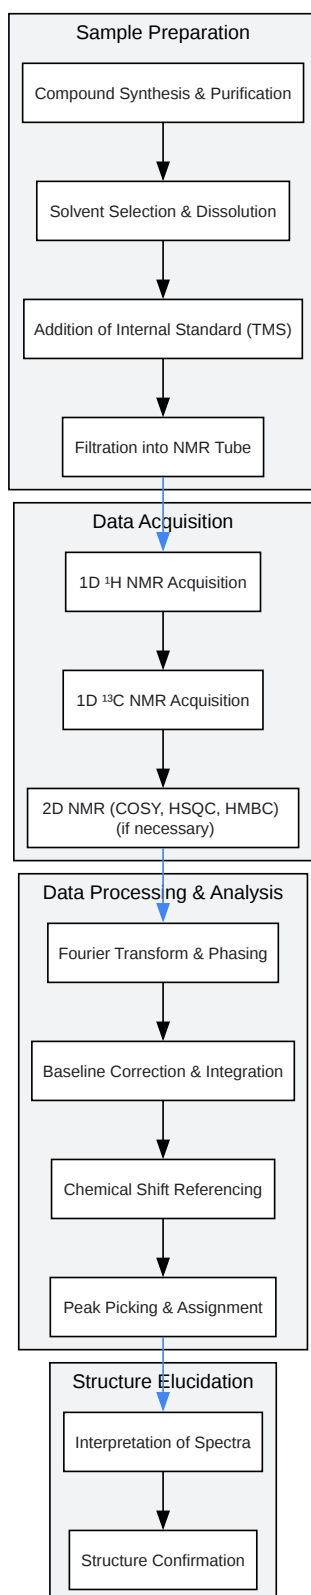 Sample Preparation
Compound Synthesis & Purification
Solvent Selection & Dissolution
Addition of Internal Standard (TMS)
Filtration into NMR Tube
Data Acquisition
1D ¹H NMR Acquisition
1D ¹³C NMR Acquisition
2D NMR (COSY, HSQC, HMBC)
(if necessary)
Data Processing & Analysis
Fourier Transform & Phasing
Baseline Correction & Integration
Chemical Shift Referencing
Peak Picking & Assignment
Structure Elucidation
Interpretation of Spectra
Structure Confirmation